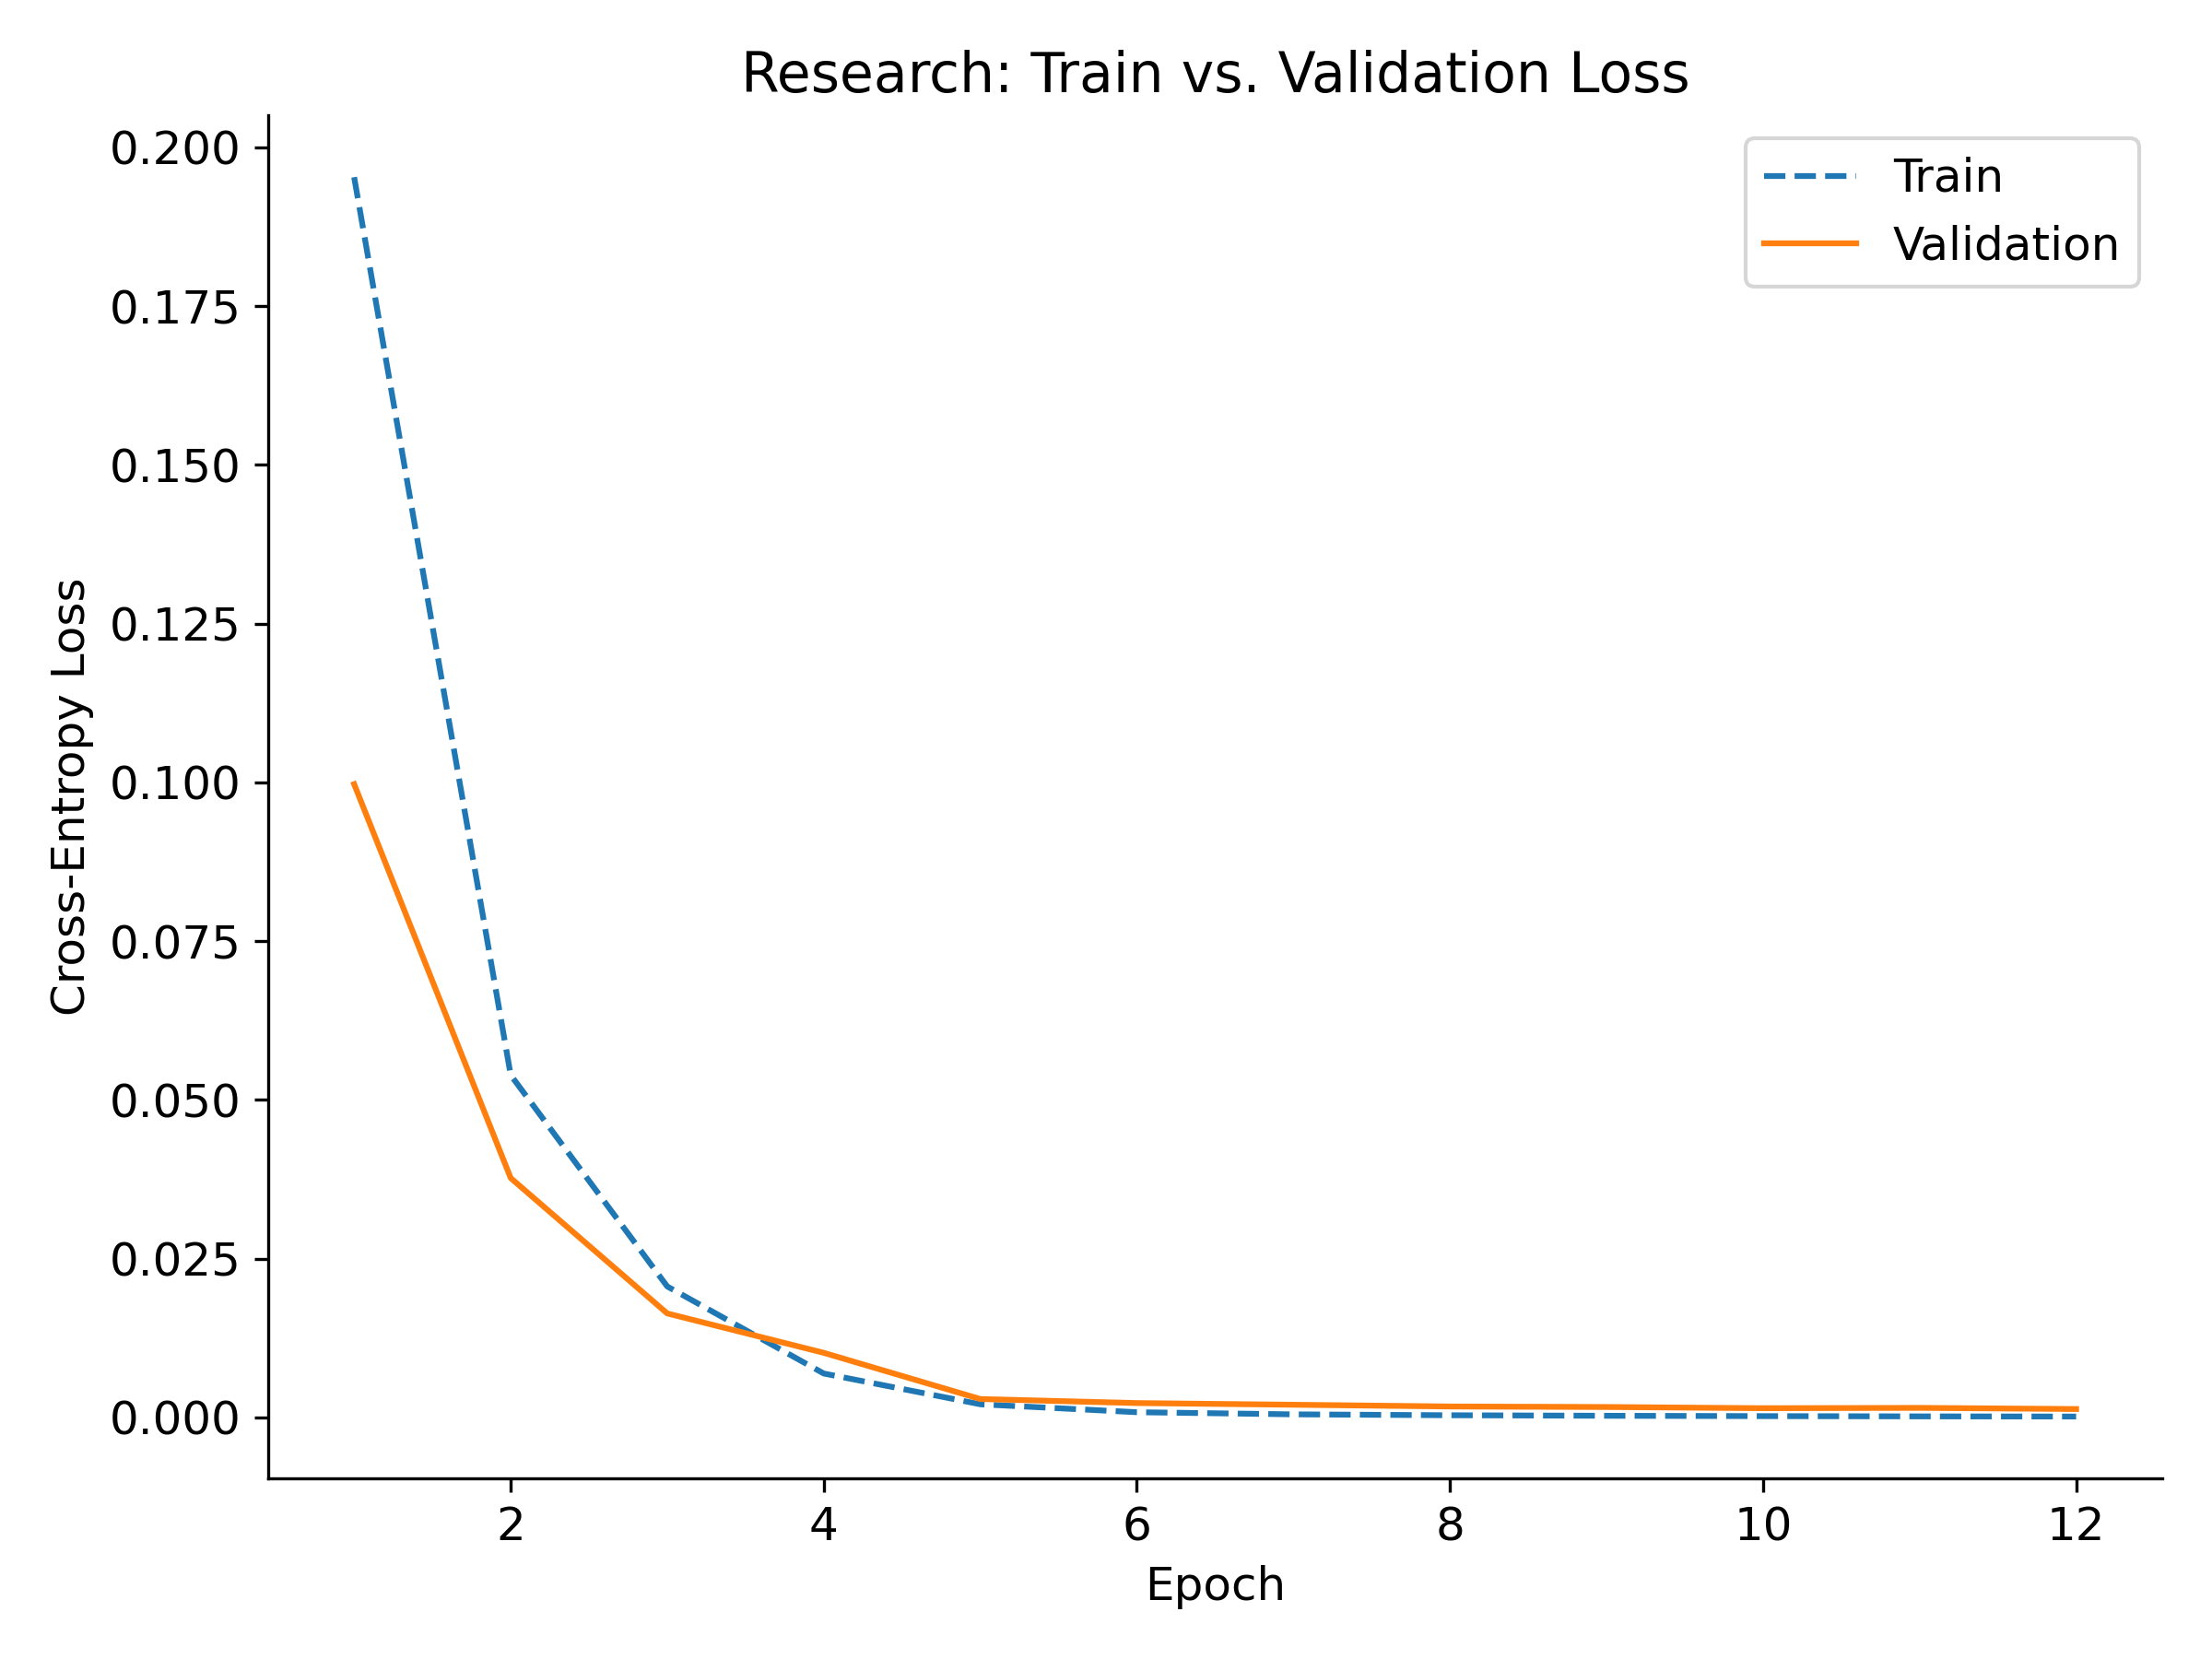 Research: Train vs. Validation Loss
Train
Validation
Cross-Entropy Loss
0.200
0.175
0.150
0.125
0.100
0.075
0.050
0.025
0.000
2 4 6 8 10 12
Epoch